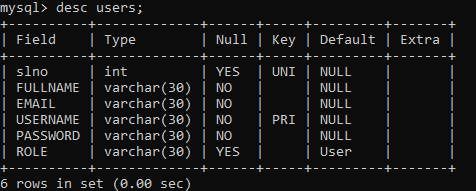 mysql> desc users;
+----------+-------------+------+-----+---------+-------+
| Field    | Type        | Null | Key | Default | Extra |
+----------+-------------+------+-----+---------+-------+
| slno     | int         | YES  | UNI | NULL    |       |
| FULLNAME | varchar(30) | NO   |     | NULL    |       |
| EMAIL    | varchar(30) | NO   |     | NULL    |       |
| USERNAME | varchar(30) | NO   | PRI | NULL    |       |
| PASSWORD | varchar(30) | NO   |     | NULL    |       |
| ROLE     | varchar(30) | YES  |     | User    |       |
+----------+-------------+------+-----+---------+-------+
6 rows in set (0.00 sec)